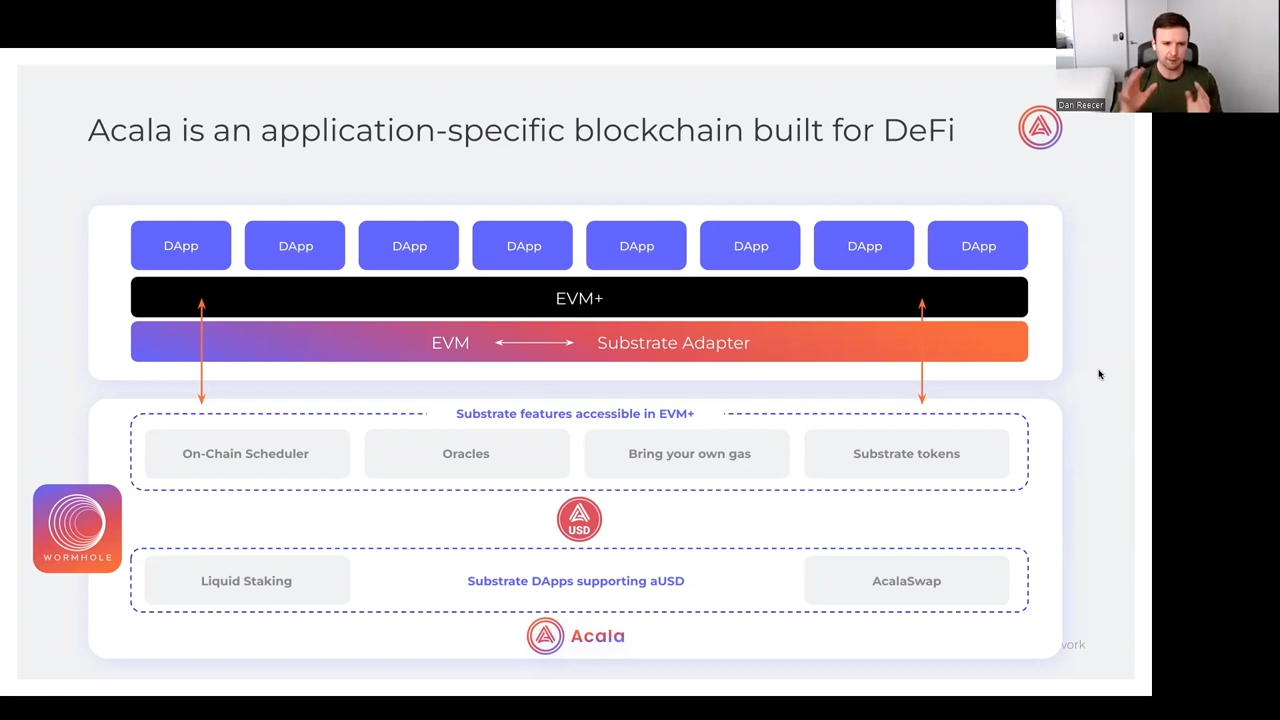 Dan Reecer
Acala is an application-specific blockchain built for DeFi
DApp DApp DApp DApp DApp DApp DApp DApp
EVM+
EVM Substrate Adapter
Substrate features accessible in EVM+
On-Chain Scheduler Oracles Bring your own gas Substrate tokens
USD
WORMHOLE
Liquid Staking Substrate DApps supporting aUSD AcalaSwap
Acala
work